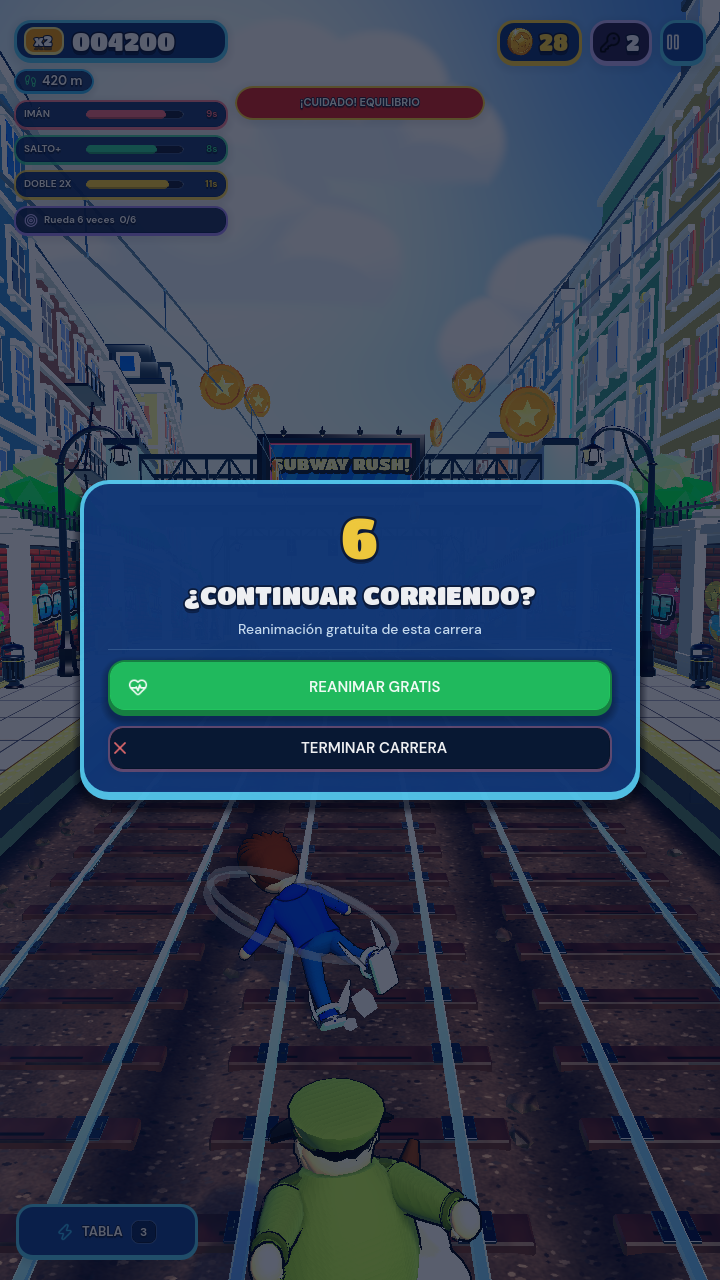 x2 004200
28
2
420 m
¡CUIDADO! EQUILIBRIO
IMÁN 9s
SALTO+ 8s
DOBLE 2X 11s
Rueda 6 veces 0/6
SUBWAY RUSH!
6
¿CONTINUAR CORRIENDO?
Reanimación gratuita de esta carrera
REANIMAR GRATIS
TERMINAR CARRERA
TABLA 3